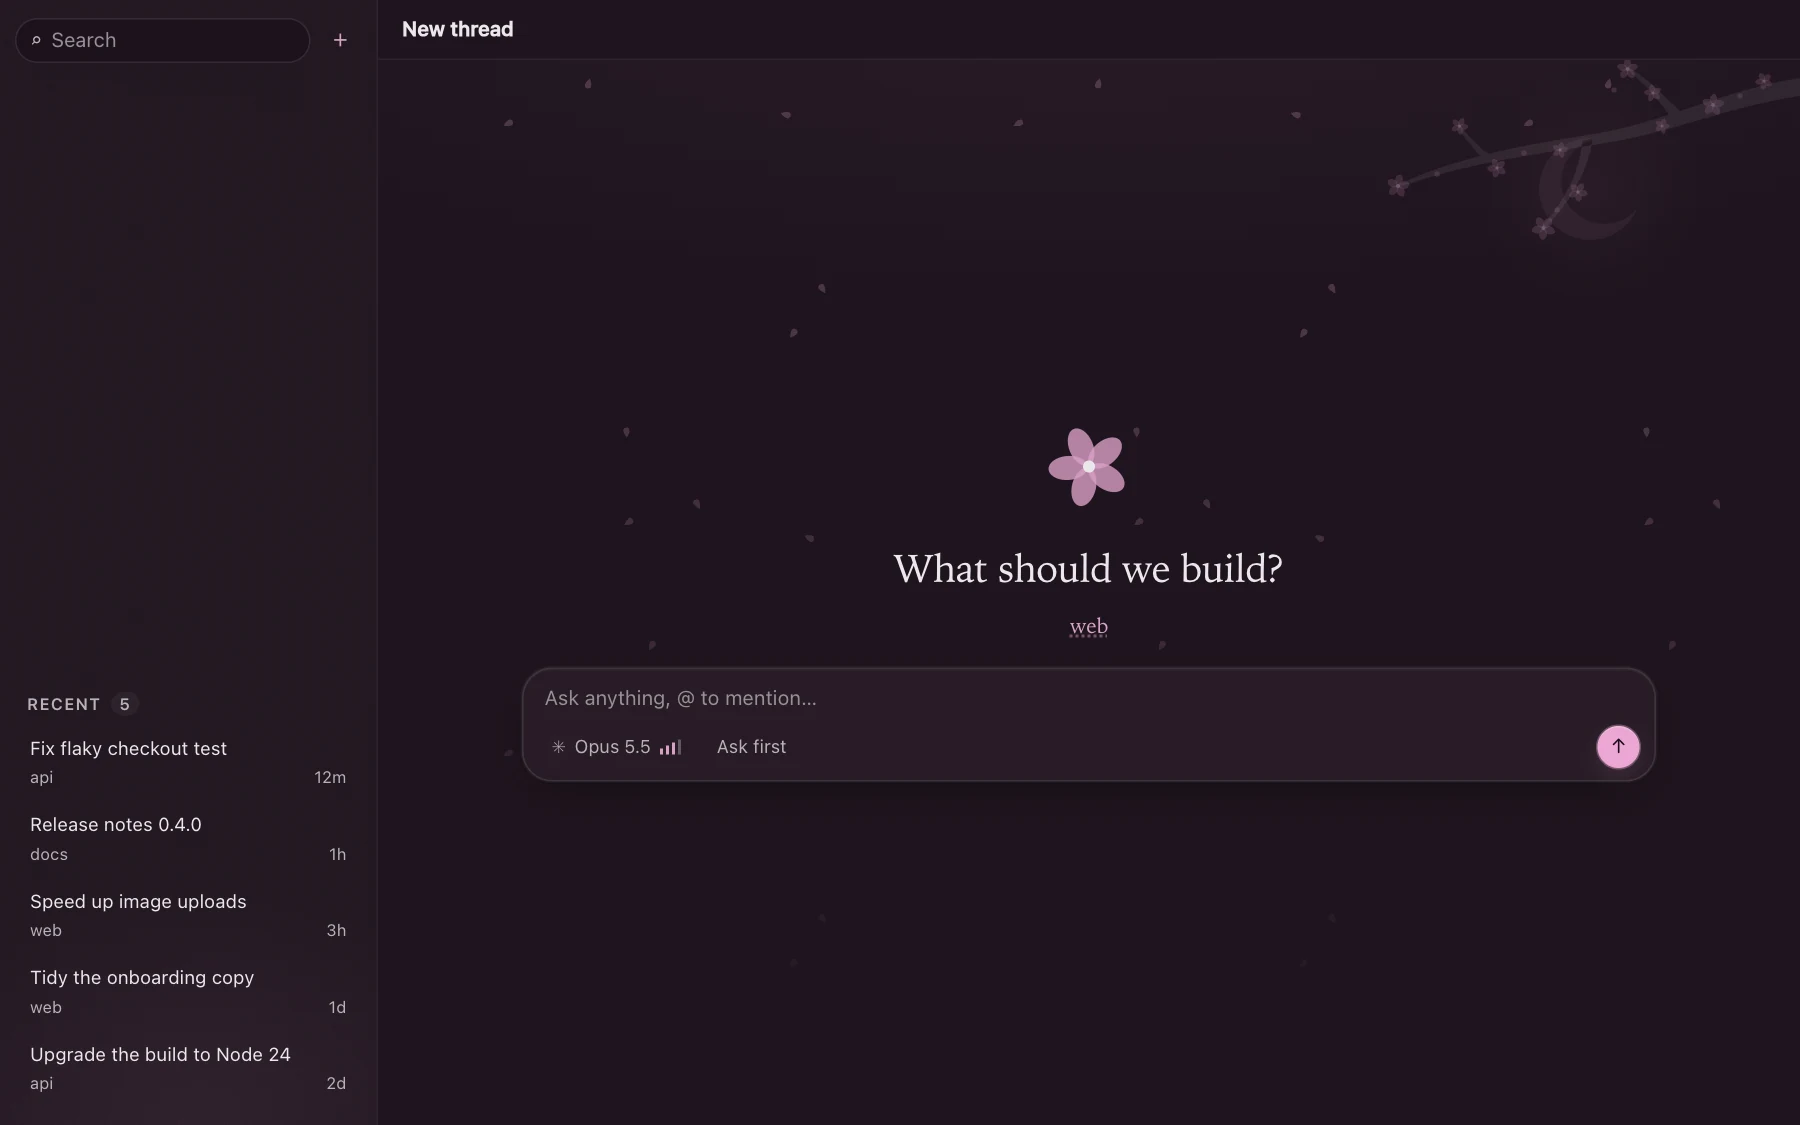 Search
+
New thread
What should we build?
web
Ask anything, @ to mention...
Opus 5.5
Ask first
RECENT 5
Fix flaky checkout test
api 12m
Release notes 0.4.0
docs 1h
Speed up image uploads
web 3h
Tidy the onboarding copy
web 1d
Upgrade the build to Node 24
api 2d